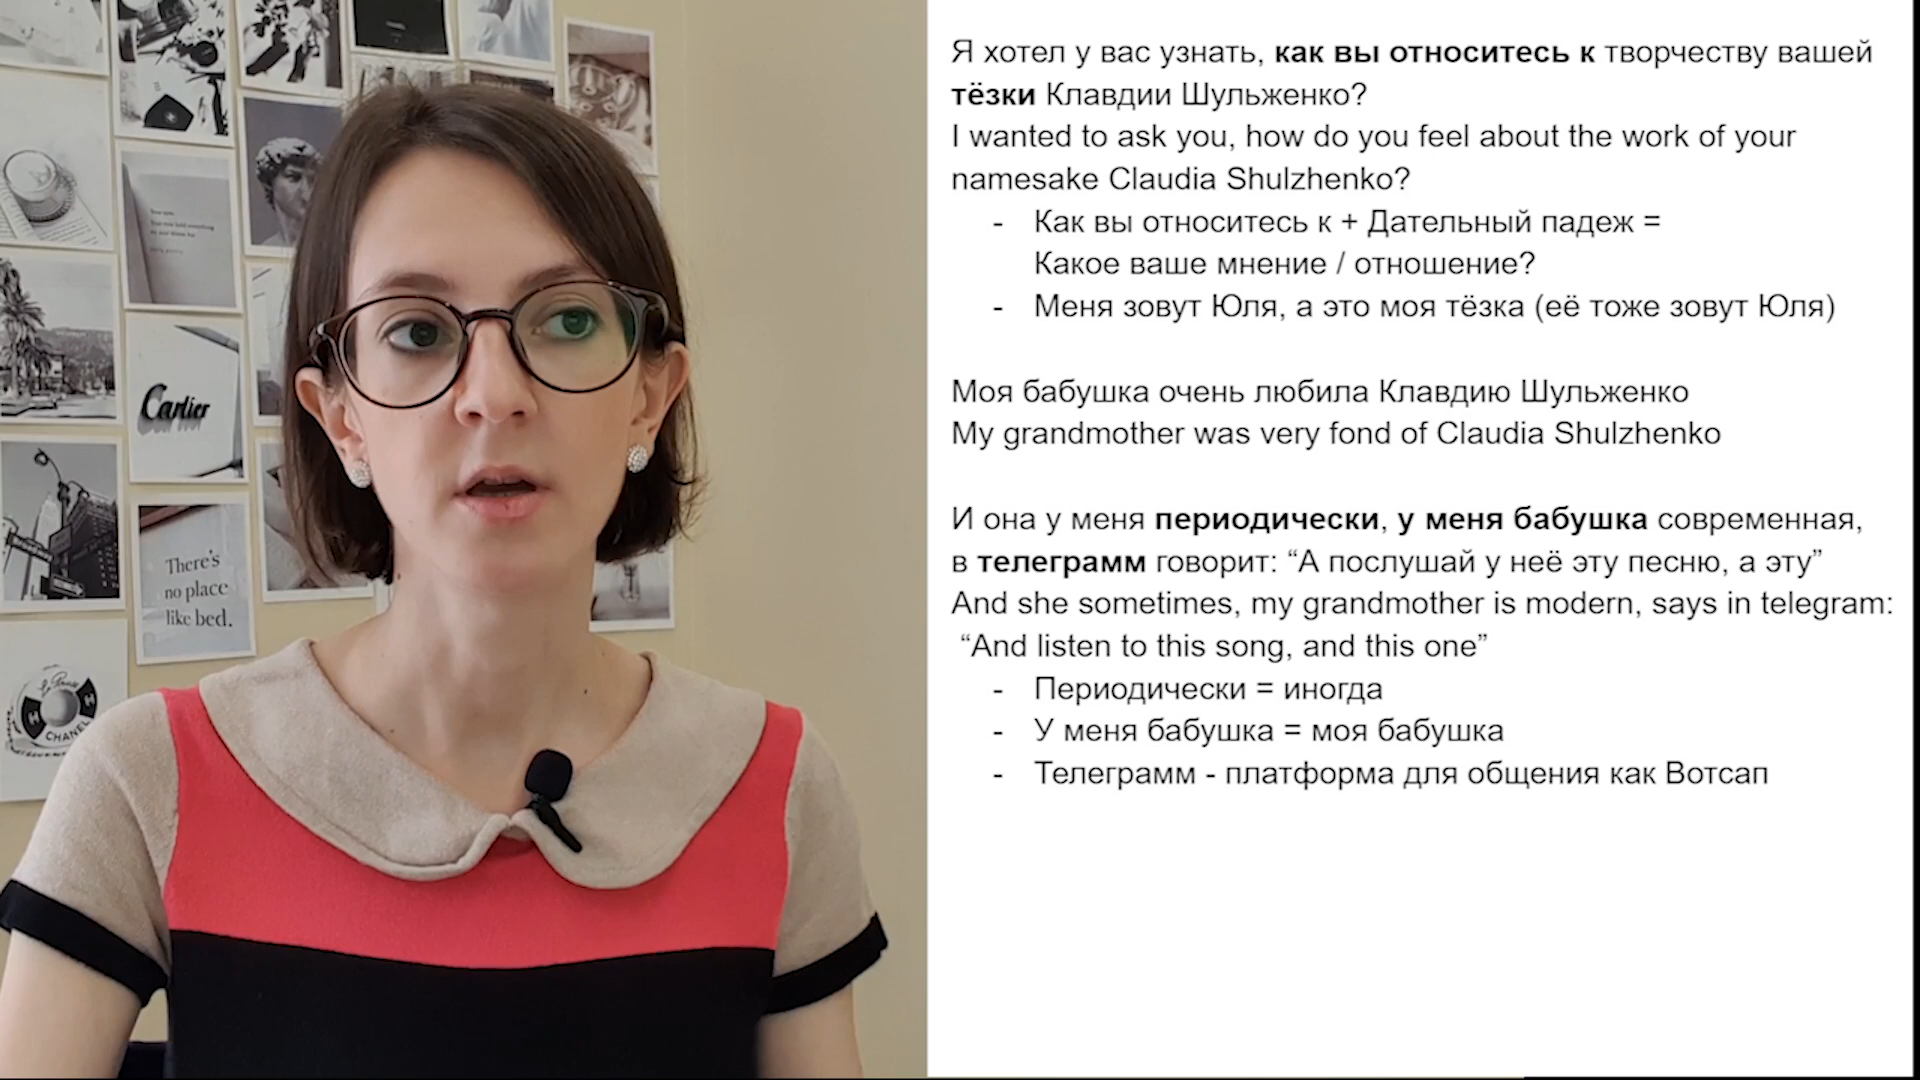 Я хотел у вас узнать, как вы относитесь к творчеству вашей
тёзки Клавдии Шульженко?
I wanted to ask you, how do you feel about the work of your
namesake Claudia Shulzhenko?
- Как вы относитесь к + Дательный падеж =
Какое ваше мнение / отношение?
- Меня зовут Юля, а это моя тёзка (её тоже зовут Юля)
Моя бабушка очень любила Клавдию Шульженко
My grandmother was very fond of Claudia Shulzhenko
И она у меня периодически, у меня бабушка современная,
в телеграмм говорит: “А послушай у неё эту песню, а эту”
And she sometimes, my grandmother is modern, says in telegram:
“And listen to this song, and this one”
- Периодически = иногда
- У меня бабушка = моя бабушка
- Телеграмм - платформа для общения как Вотсап
Cartier
There's
no place
like bed.
CHANEL